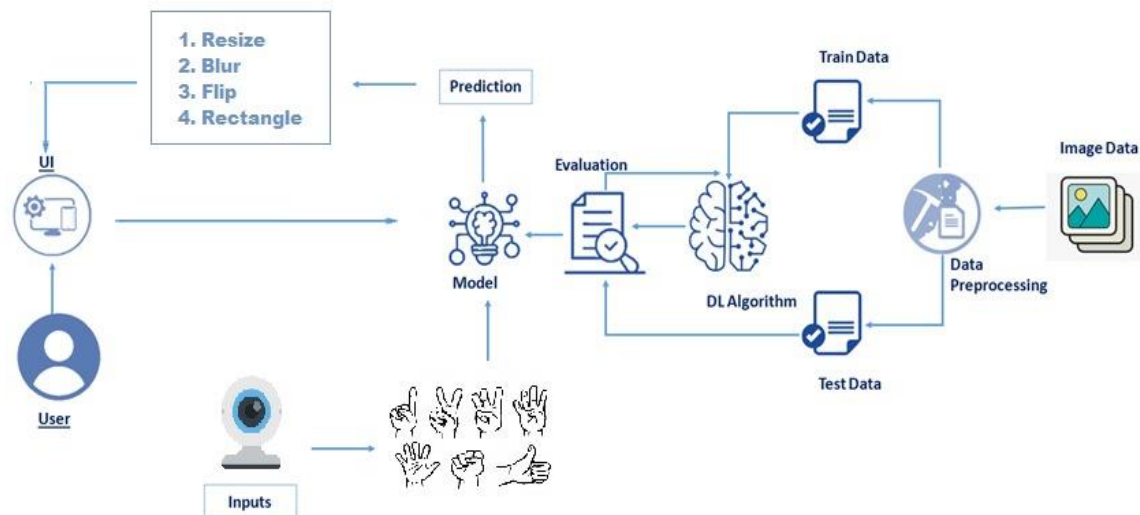 1. Resize
2. Blur
3. Flip
4. Rectangle
Prediction
Train Data
UI
Evaluation
Image Data
Model
DL Algorithm
Data
Preprocessing
User
Test Data
Inputs